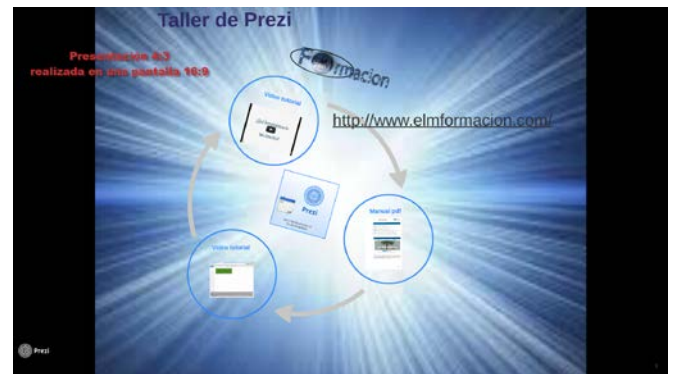 Taller de Prezi
Presentación 4:3
realizada en una pantalla 16:9
Formacion
Video tutorial
http://www.elmformacion.com/
Manual pdf
Prezi
Video tutorial
Prezi